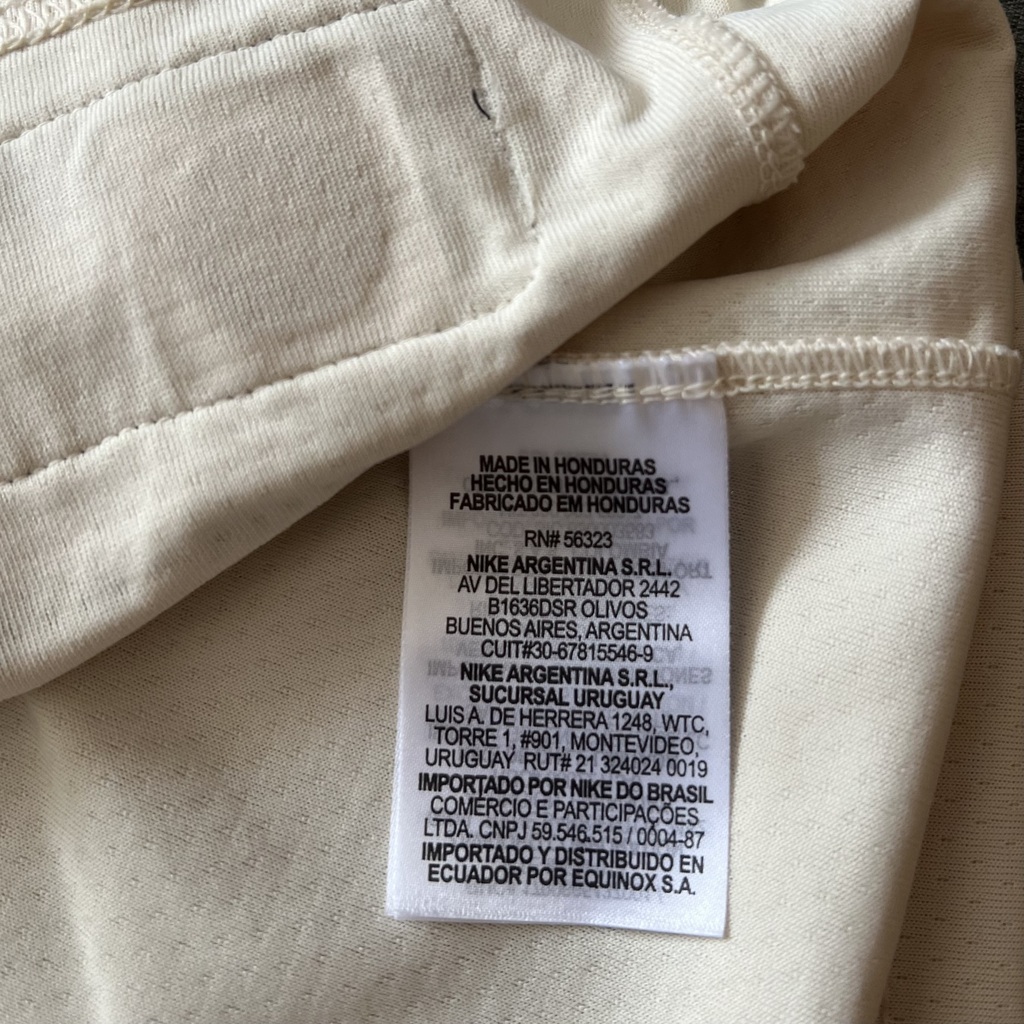 MADE IN HONDURAS
HECHO EN HONDURAS
FABRICADO EM HONDURAS
RN# 56323
NIKE ARGENTINA S.R.L.
AV DEL LIBERTADOR 2442
B1636DSR OLIVOS
BUENOS AIRES, ARGENTINA
CUIT#30-67815546-9
NIKE ARGENTINA S.R.L.,
SUCURSAL URUGUAY
LUIS A. DE HERRERA 1248, WTC,
TORRE 1, #901, MONTEVIDEO,
URUGUAY RUT# 21 324024 0019
IMPORTADO POR NIKE DO BRASIL
COMERCIO E PARTICIPAÇÕES
LTDA. CNPJ 59.546.515 / 0004-87
IMPORTADO Y DISTRIBUIDO EN
ECUADOR POR EQUINOX S.A.